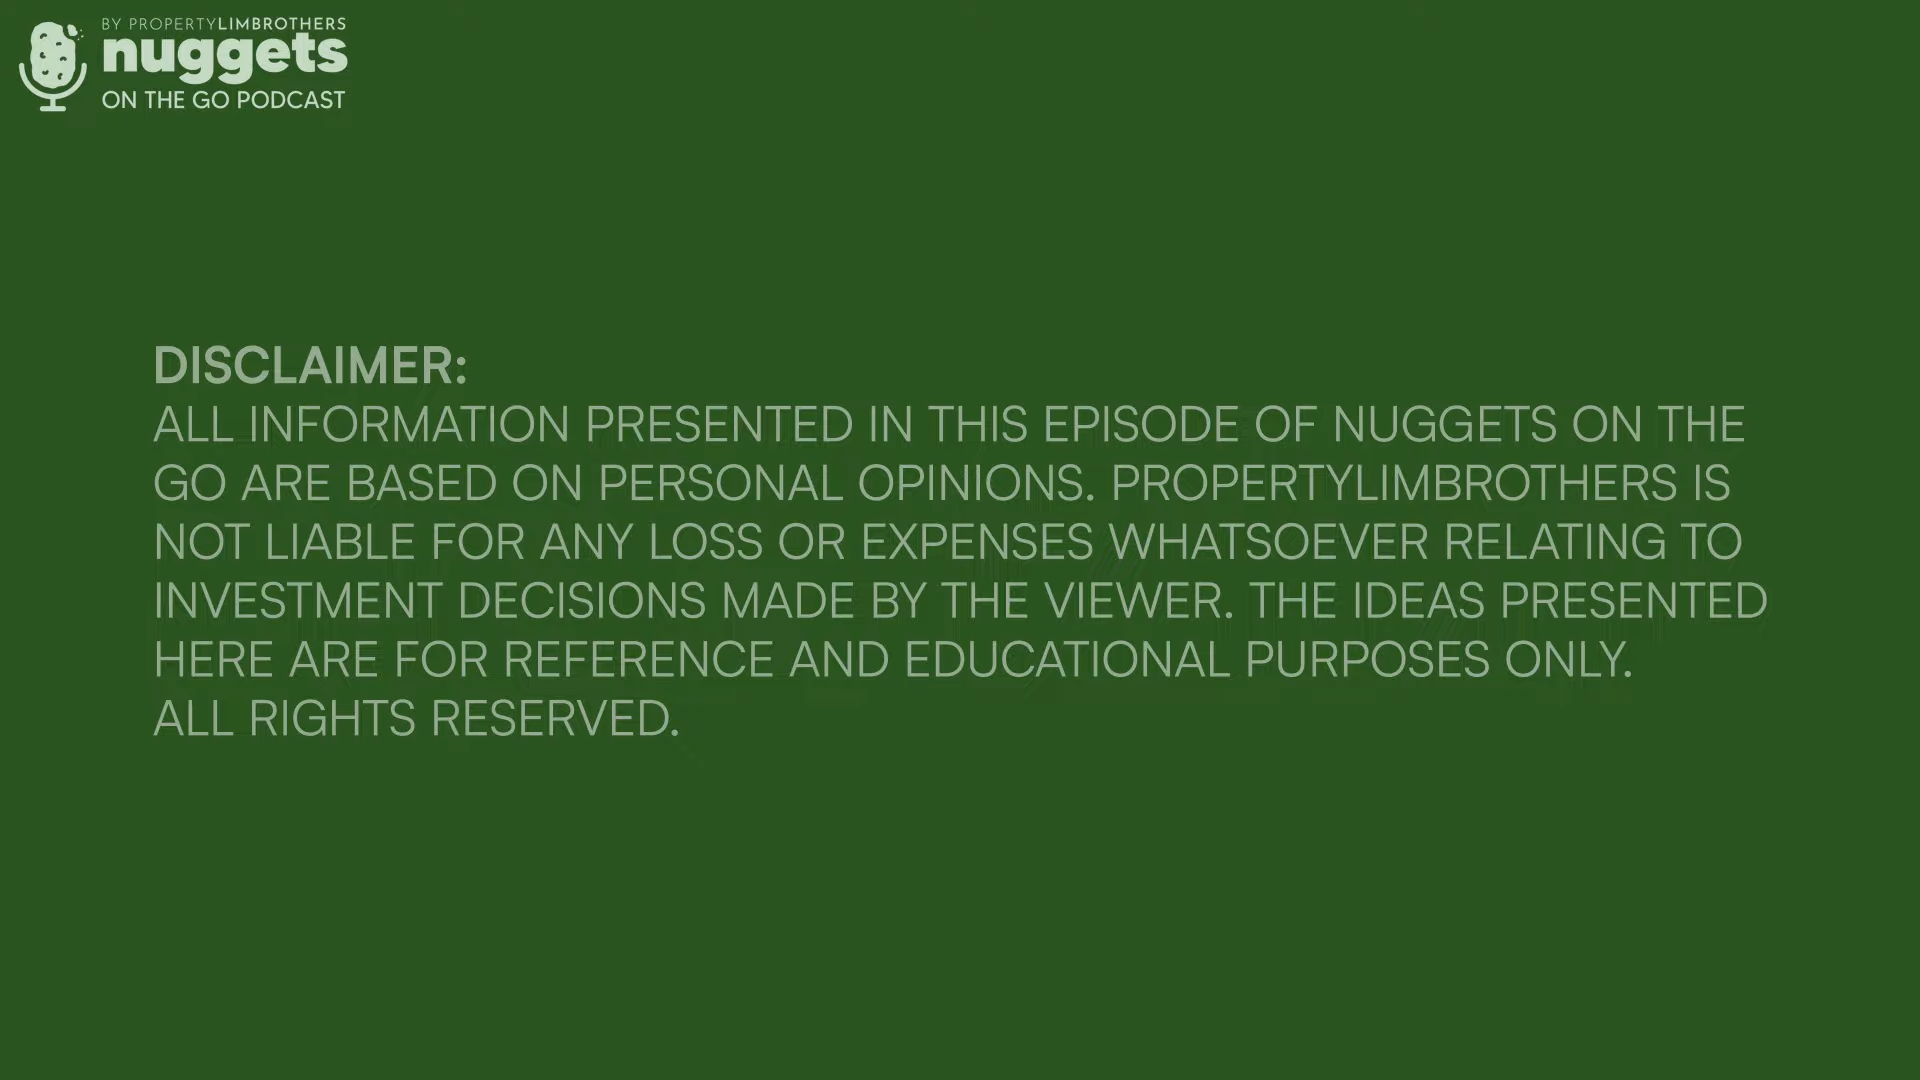 BY PROPERTYLIMBROTHERS
nuggets
ON THE GO PODCAST
DISCLAIMER:
ALL INFORMATION PRESENTED IN THIS EPISODE OF NUGGETS ON THE
GO ARE BASED ON PERSONAL OPINIONS. PROPERTYLIMBROTHERS IS
NOT LIABLE FOR ANY LOSS OR EXPENSES WHATSOEVER RELATING TO
INVESTMENT DECISIONS MADE BY THE VIEWER. THE IDEAS PRESENTED
HERE ARE FOR REFERENCE AND EDUCATIONAL PURPOSES ONLY.
ALL RIGHTS RESERVED.